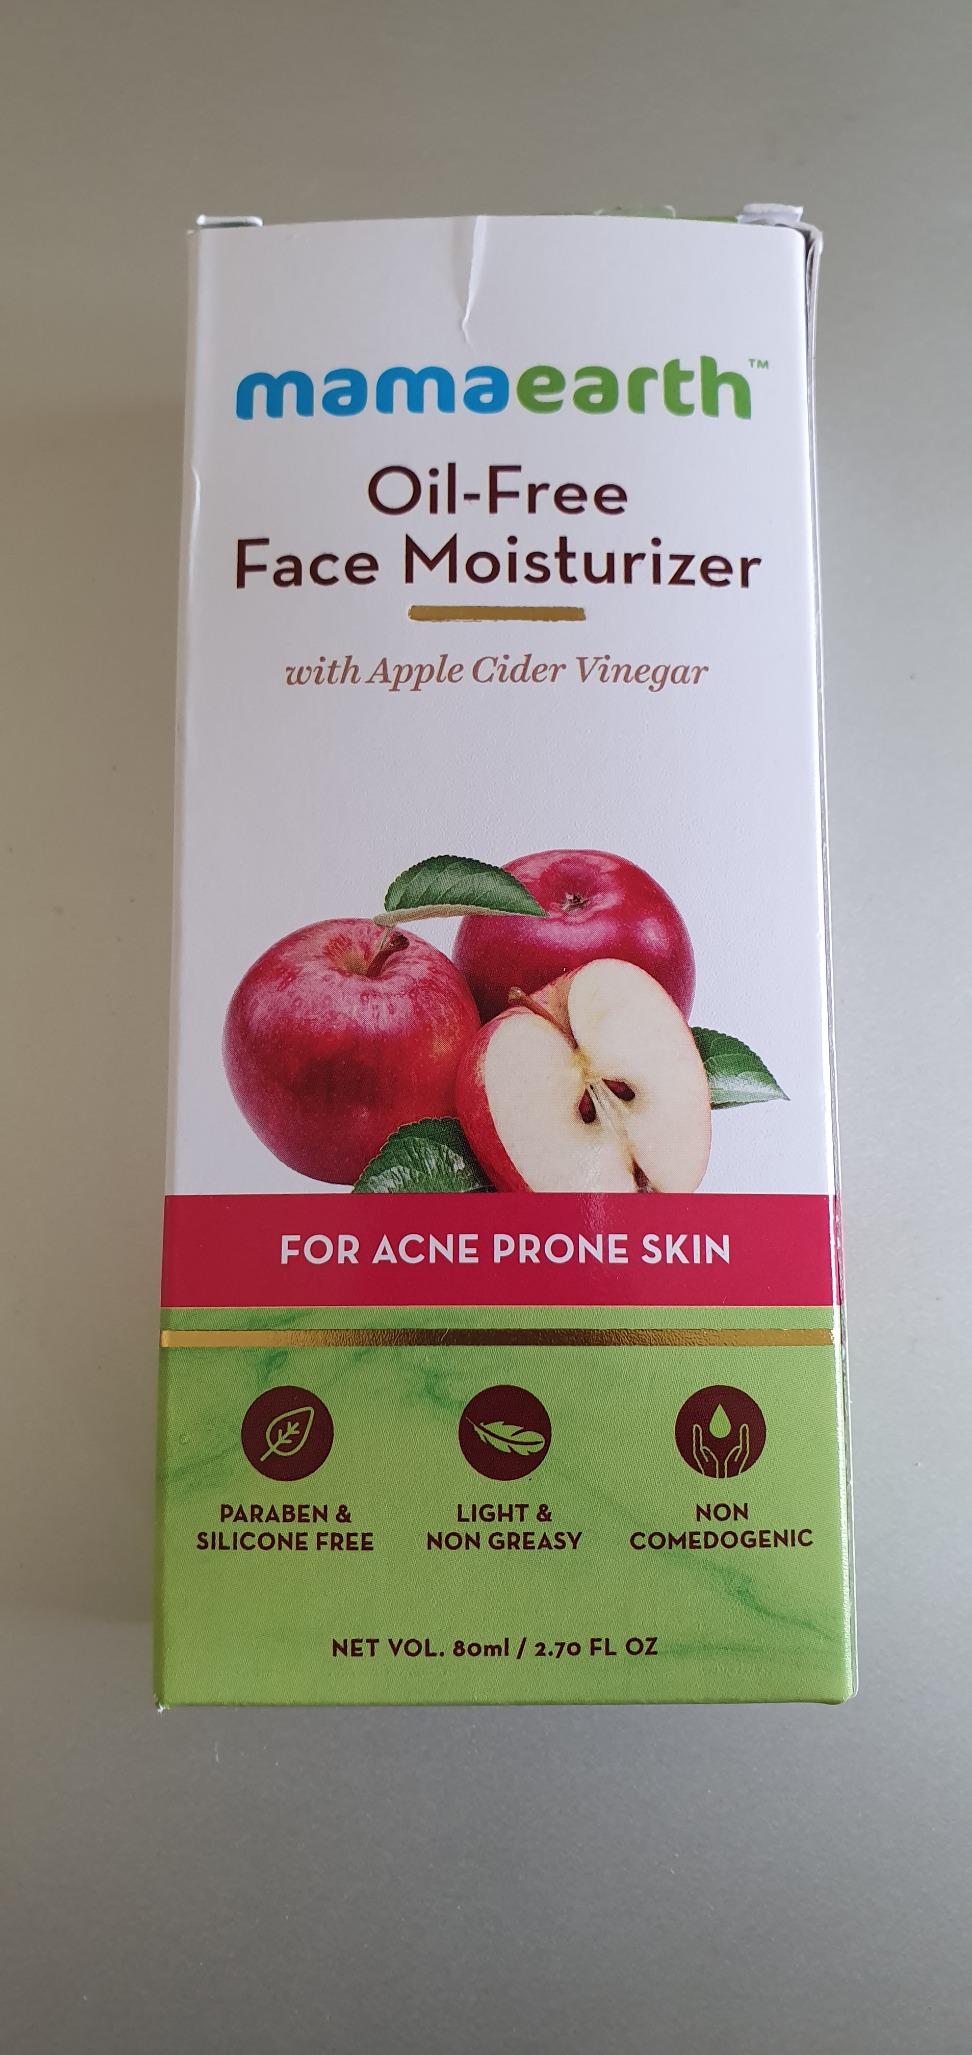 mamaearth™
Oil-Free
Face Moisturizer
with Apple Cider Vinegar
FOR ACNE PRONE SKIN
PARABEN &
SILICONE FREE
LIGHT &
NON GREASY
NON
COMEDOGENIC
NET VOL. 80ml / 2.70 FL OZ